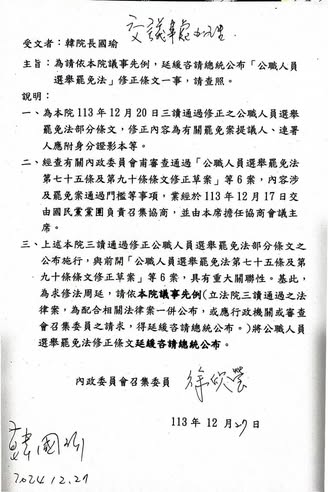 交議事處辦理
受文者：韓院長國瑜
主旨：為請依本院議事先例，延緩咨請總統公布「公職人員
選舉罷免法」修正條文一事，請查照。
說明：
一、為本院113年12月20日三讀通過修正之公職人員選舉
罷免法部分條文，修正內容為有關罷免案提議人、連署
人應附身分證影本等。
二、經查有關內政委員會甫審查通過「公職人員選舉罷免法
第七十五條及第九十條條文修正草案」等6案，內容涉
及罷免案通過門檻等事項，業經於113年12月17日交
由國民黨黨團負責召集協商，並由本席擔任協商會議主
席。
三、上述本院三讀通過修正公職人員選舉罷免法部分條文之
公布施行，與前開「公職人員選舉罷免法第七十五條及第
九十條條文修正草案」等6案，具有重大關聯性。基此，
為求修法周延，請依本院議事先例(立法院三讀通過之法
律案，為配合相關法律案一併公布，或應行政機關或審查
會召集委員之請求，得延緩咨請總統公布。)將公職人員
選舉罷免法修正條文延緩咨請總統公布。
內政委員會召集委員 徐欣瑩
113年12月27日
韓國瑜
2024.12.27